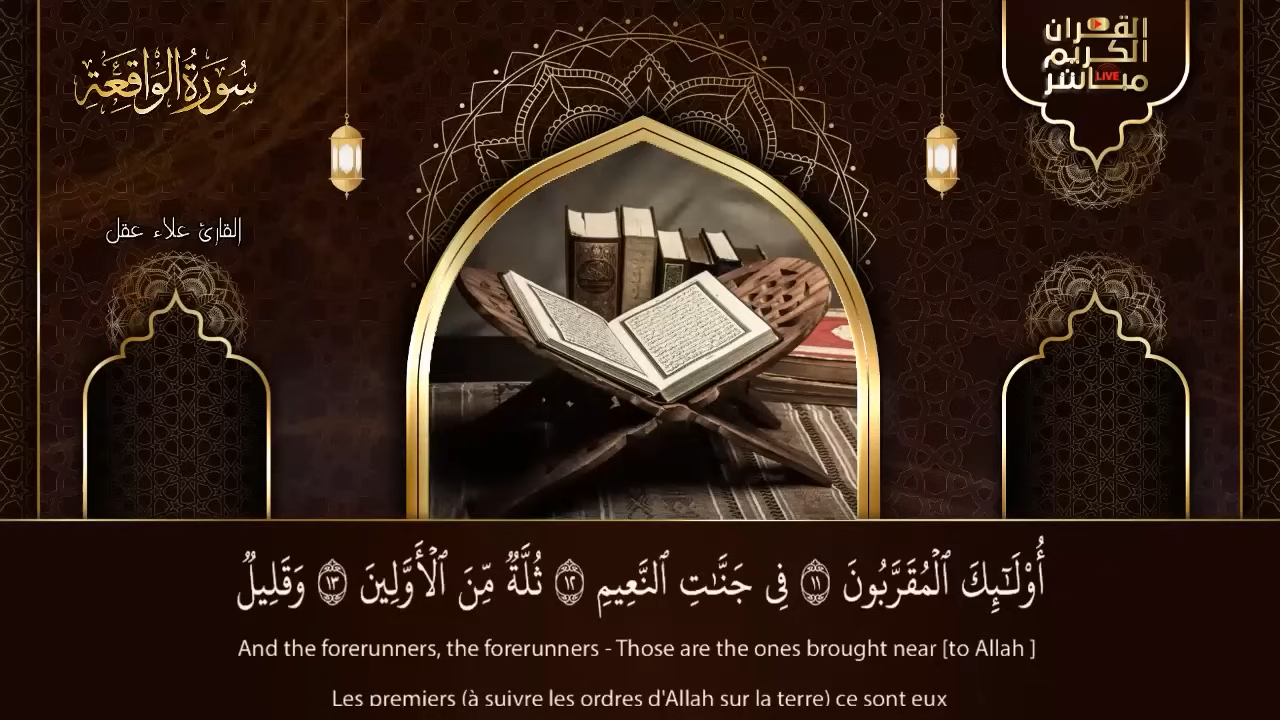 سُورَةُ الْوَاقِعَةِ
القرآن
الكريم
مباشر
LIVE
القارئ علاء عقل
أُوْلَـٰٓئِكَ ٱلْمُقَرَّبُونَ ١١ فِى جَنَّـٰتِ ٱلنَّعِيمِ ١٢ ثُلَّةٌ مِّنَ ٱلْأَوَّلِينَ ١٣ وَقَلِيلٌ
And the forerunners, the forerunners - Those are the ones brought near [to Allah ]
Les premiers (à suivre les ordres d'Allah sur la terre) ce sont eux